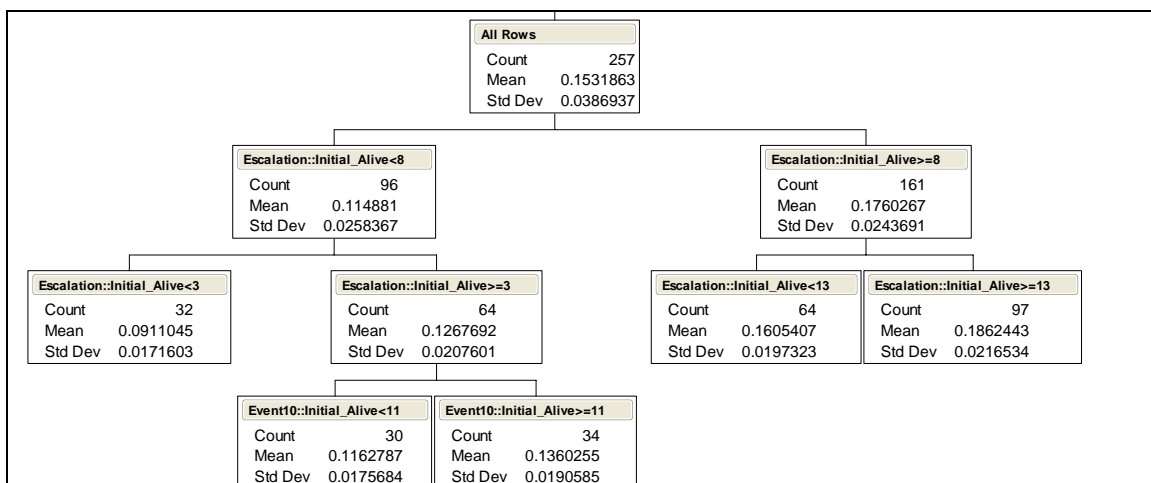 All Rows
Count 257
Mean 0.1531863
Std Dev 0.0386937
Escalation::Initial_Alive<8
Count 96
Mean 0.114881
Std Dev 0.0258367
Escalation::Initial_Alive>=8
Count 161
Mean 0.1760267
Std Dev 0.0243691
Escalation::Initial_Alive<3
Count 32
Mean 0.0911045
Std Dev 0.0171603
Escalation::Initial_Alive>=3
Count 64
Mean 0.1267692
Std Dev 0.0207601
Escalation::Initial_Alive<13
Count 64
Mean 0.1605407
Std Dev 0.0197323
Escalation::Initial_Alive>=13
Count 97
Mean 0.1862443
Std Dev 0.0216534
Event10::Initial_Alive<11
Count 30
Mean 0.1162787
Std Dev 0.0175684
Event10::Initial_Alive>=11
Count 34
Mean 0.1360255
Std Dev 0.0190585